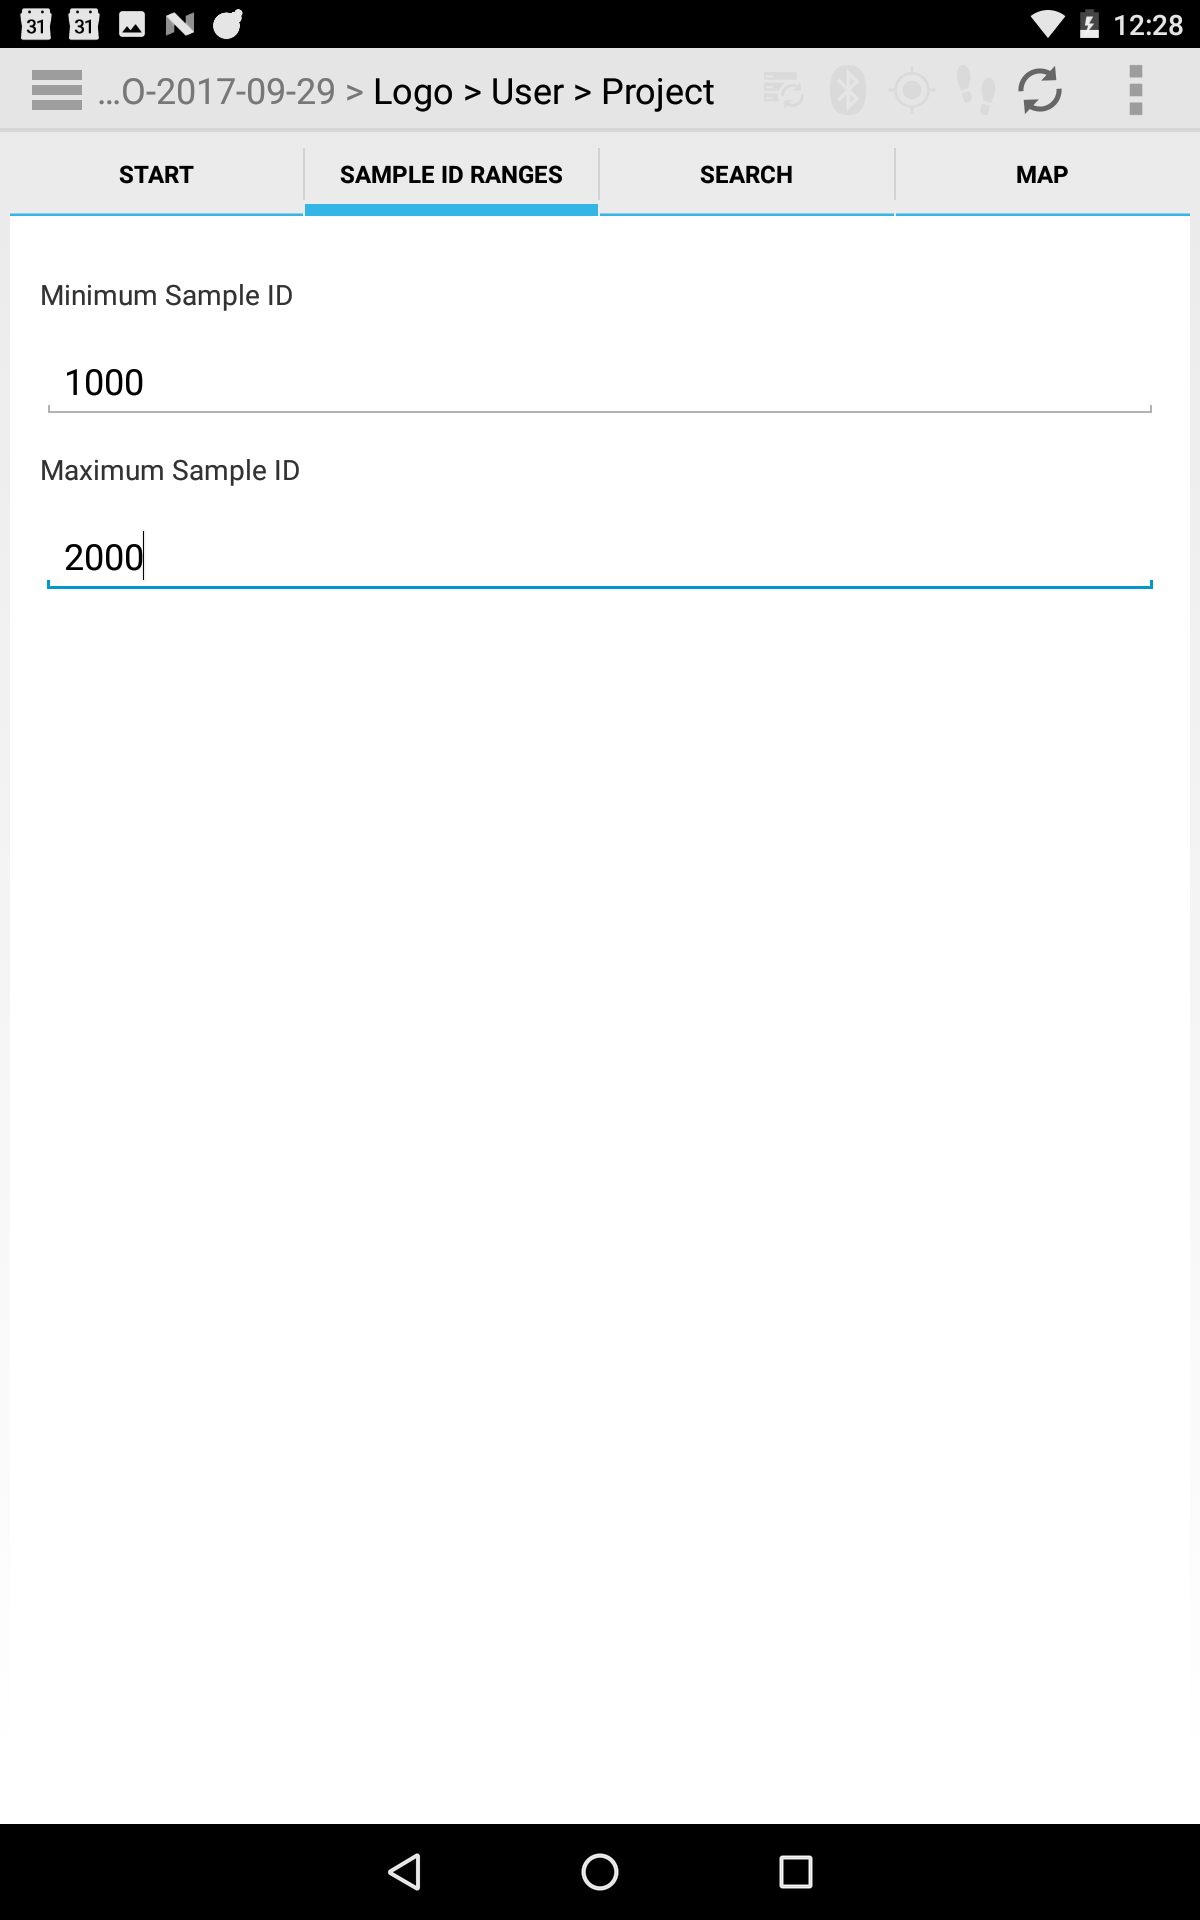 31 31 12:28
...O-2017-09-29 > Logo > User > Project
START SAMPLE ID RANGES SEARCH MAP
Minimum Sample ID
1000
Maximum Sample ID
2000